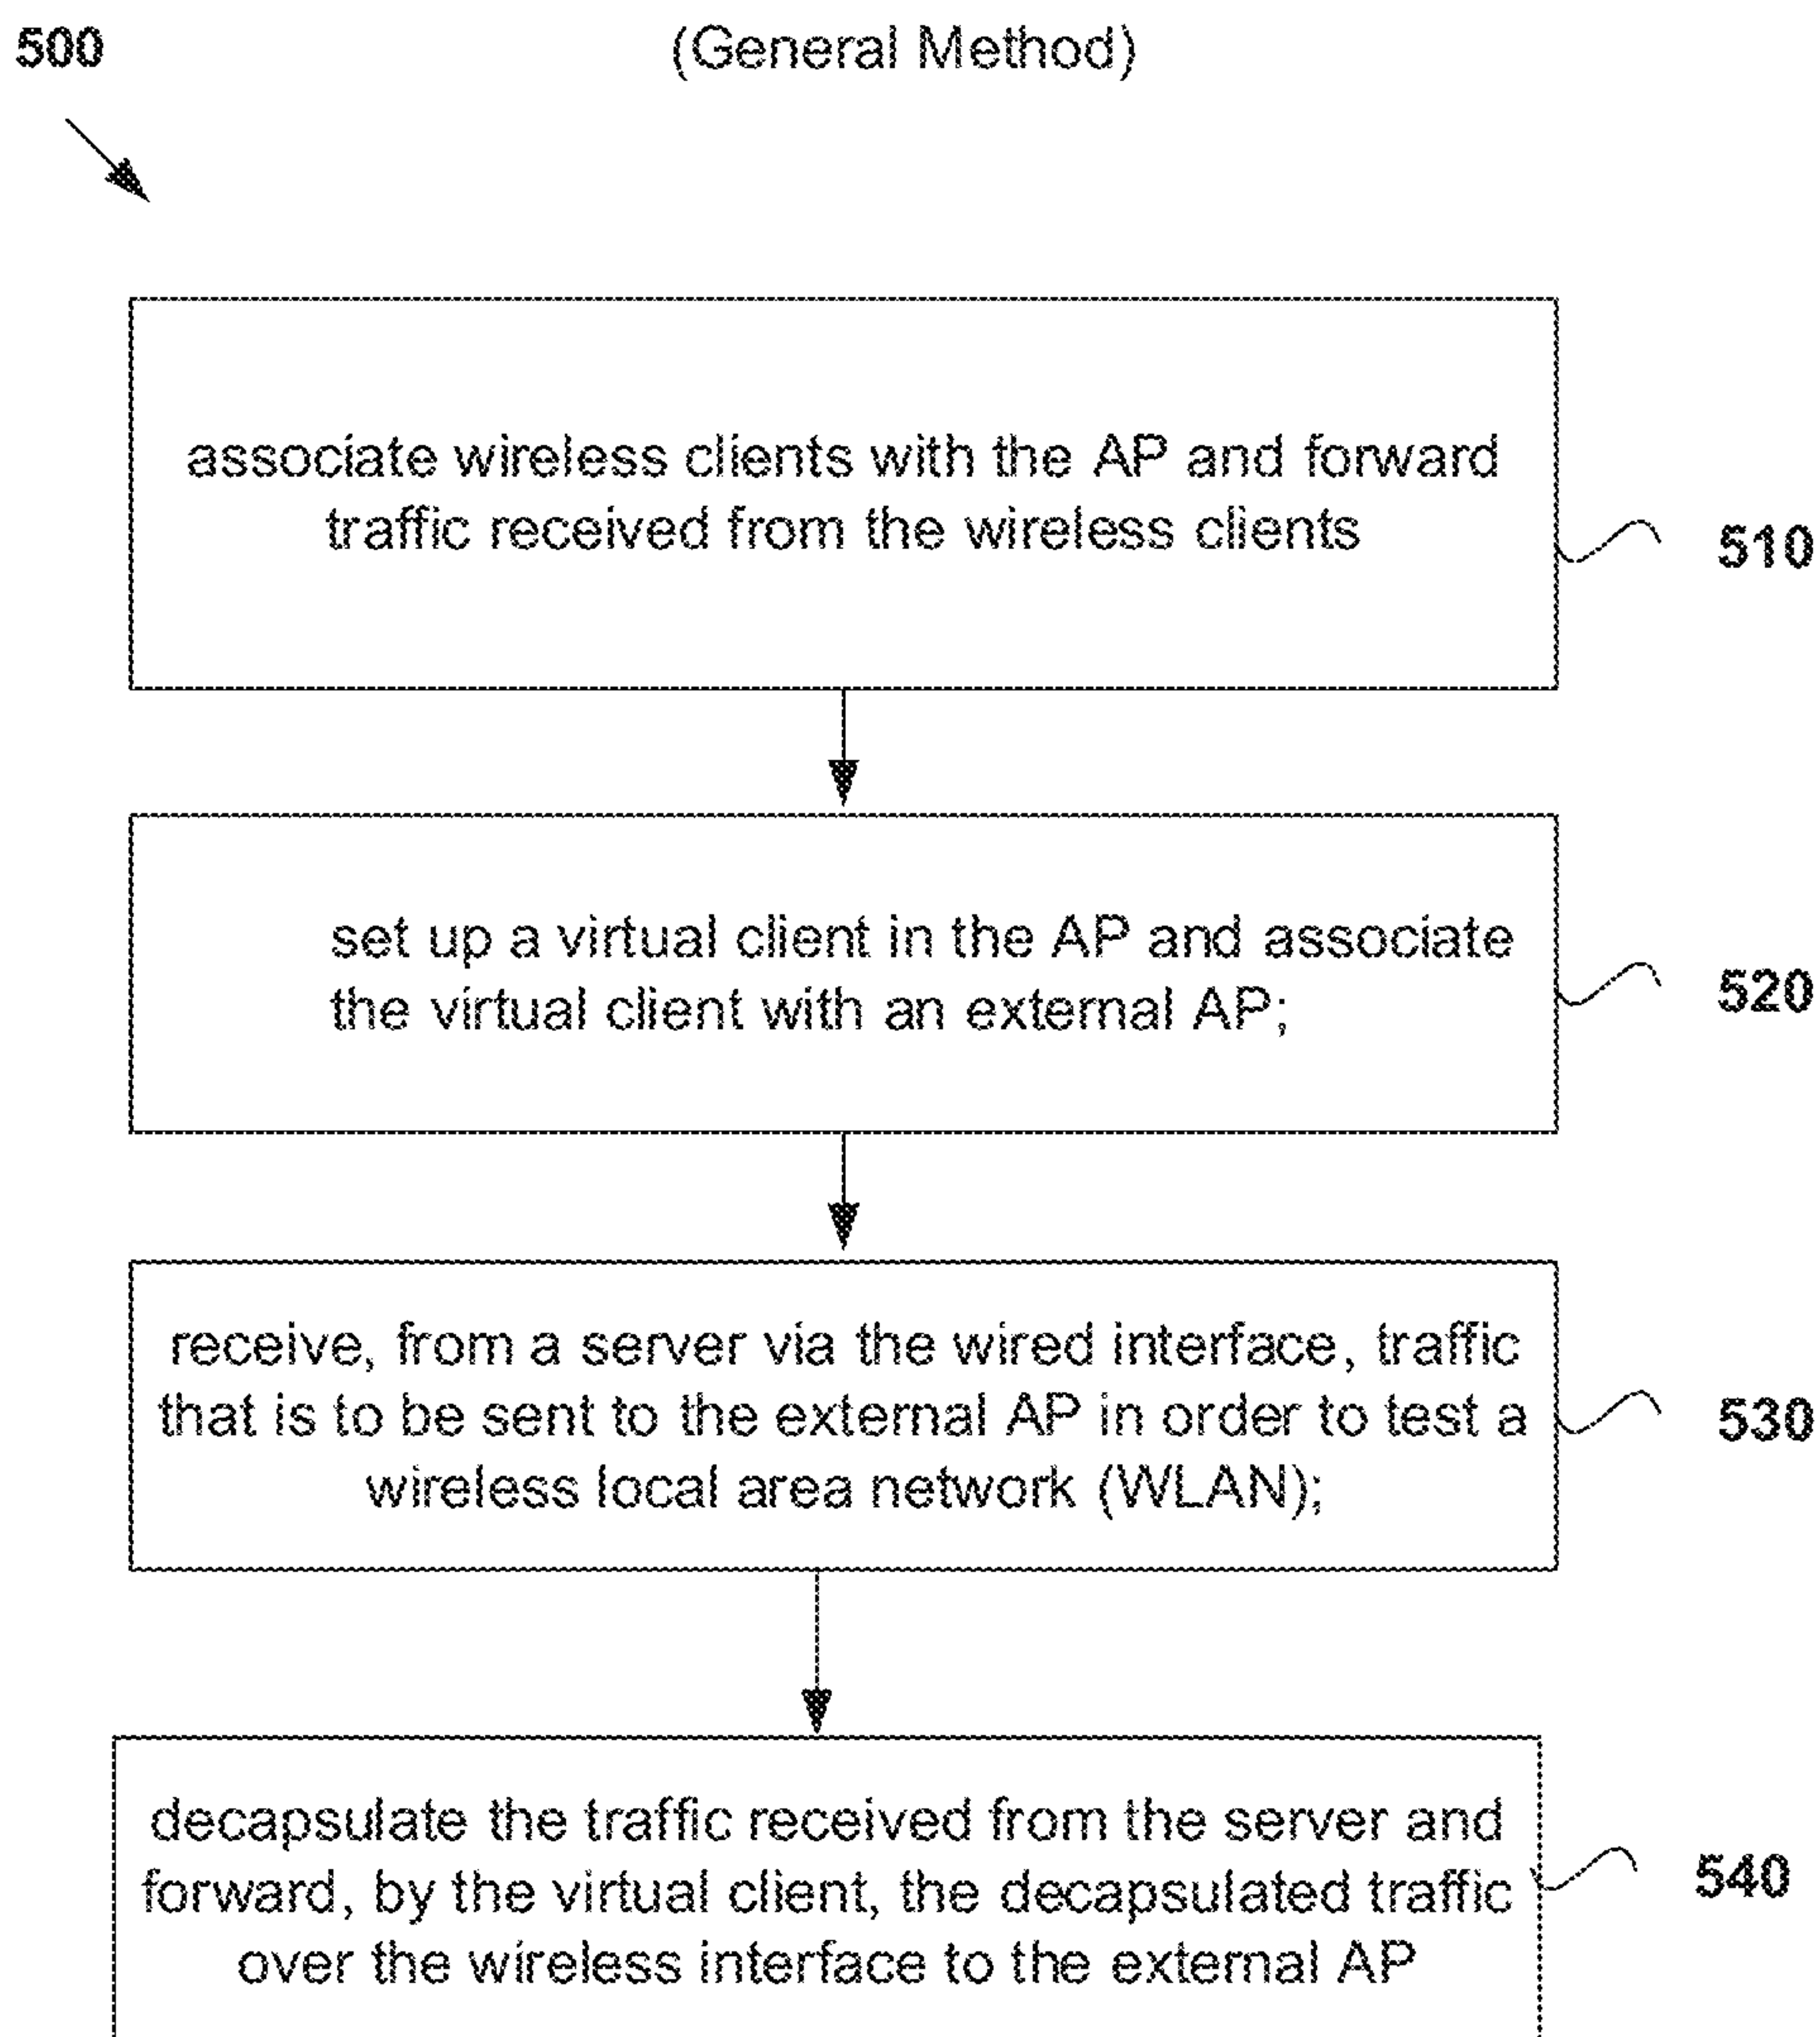 500
(General Method)
associate wireless clients with the AP and forward
traffic received from the wireless clients
510
set up a virtual client in the AP and associate
the virtual client with an external AP;
520
receive, from a server via the wired interface, traffic
that is to be sent to the external AP in order to test a
wireless local area network (WLAN);
530
decapsulate the traffic received from the server and
forward, by the virtual client, the decapsulated traffic
over the wireless interface to the external AP
540